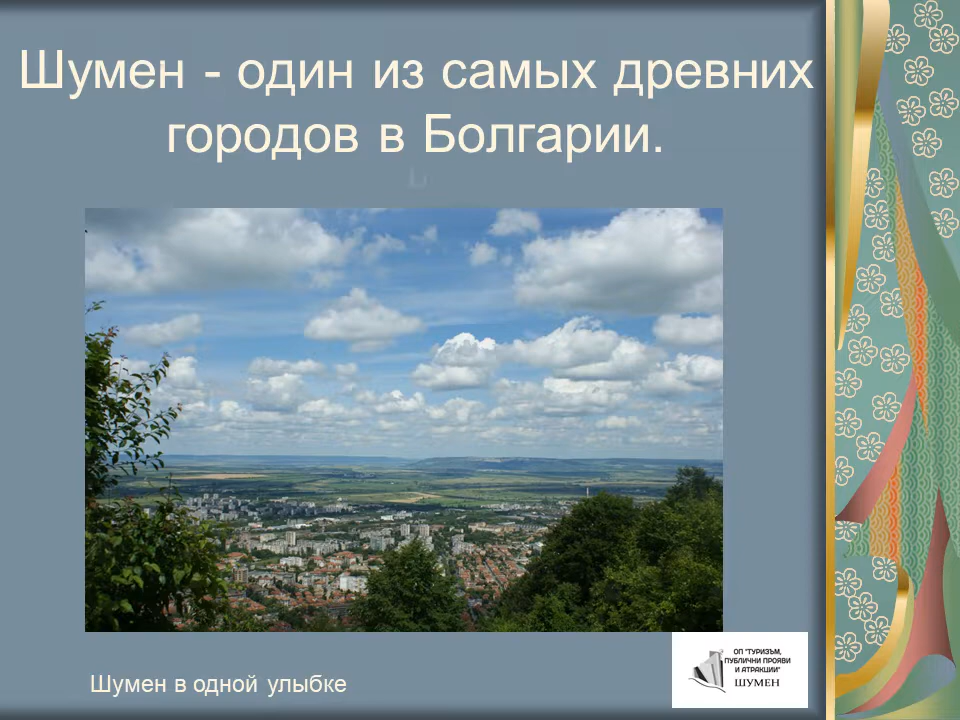 Шумен - один из самых древних
городов в Болгарии.
ОП "ТУРИЗЪМ,
ПУБЛИЧНИ ПРОЯВИ
И АТРАКЦИИ"
ШУМЕН
Шумен в одной улыбке